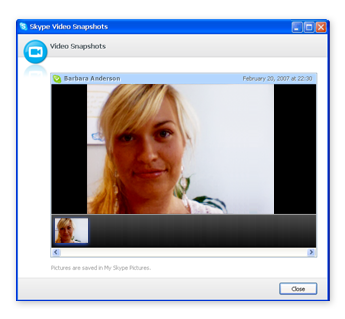 Skype Video Snapshots
Video Snapshots
Barbara Anderson February 20, 2007 at 22:30
Pictures are saved in My Skype Pictures.
Close